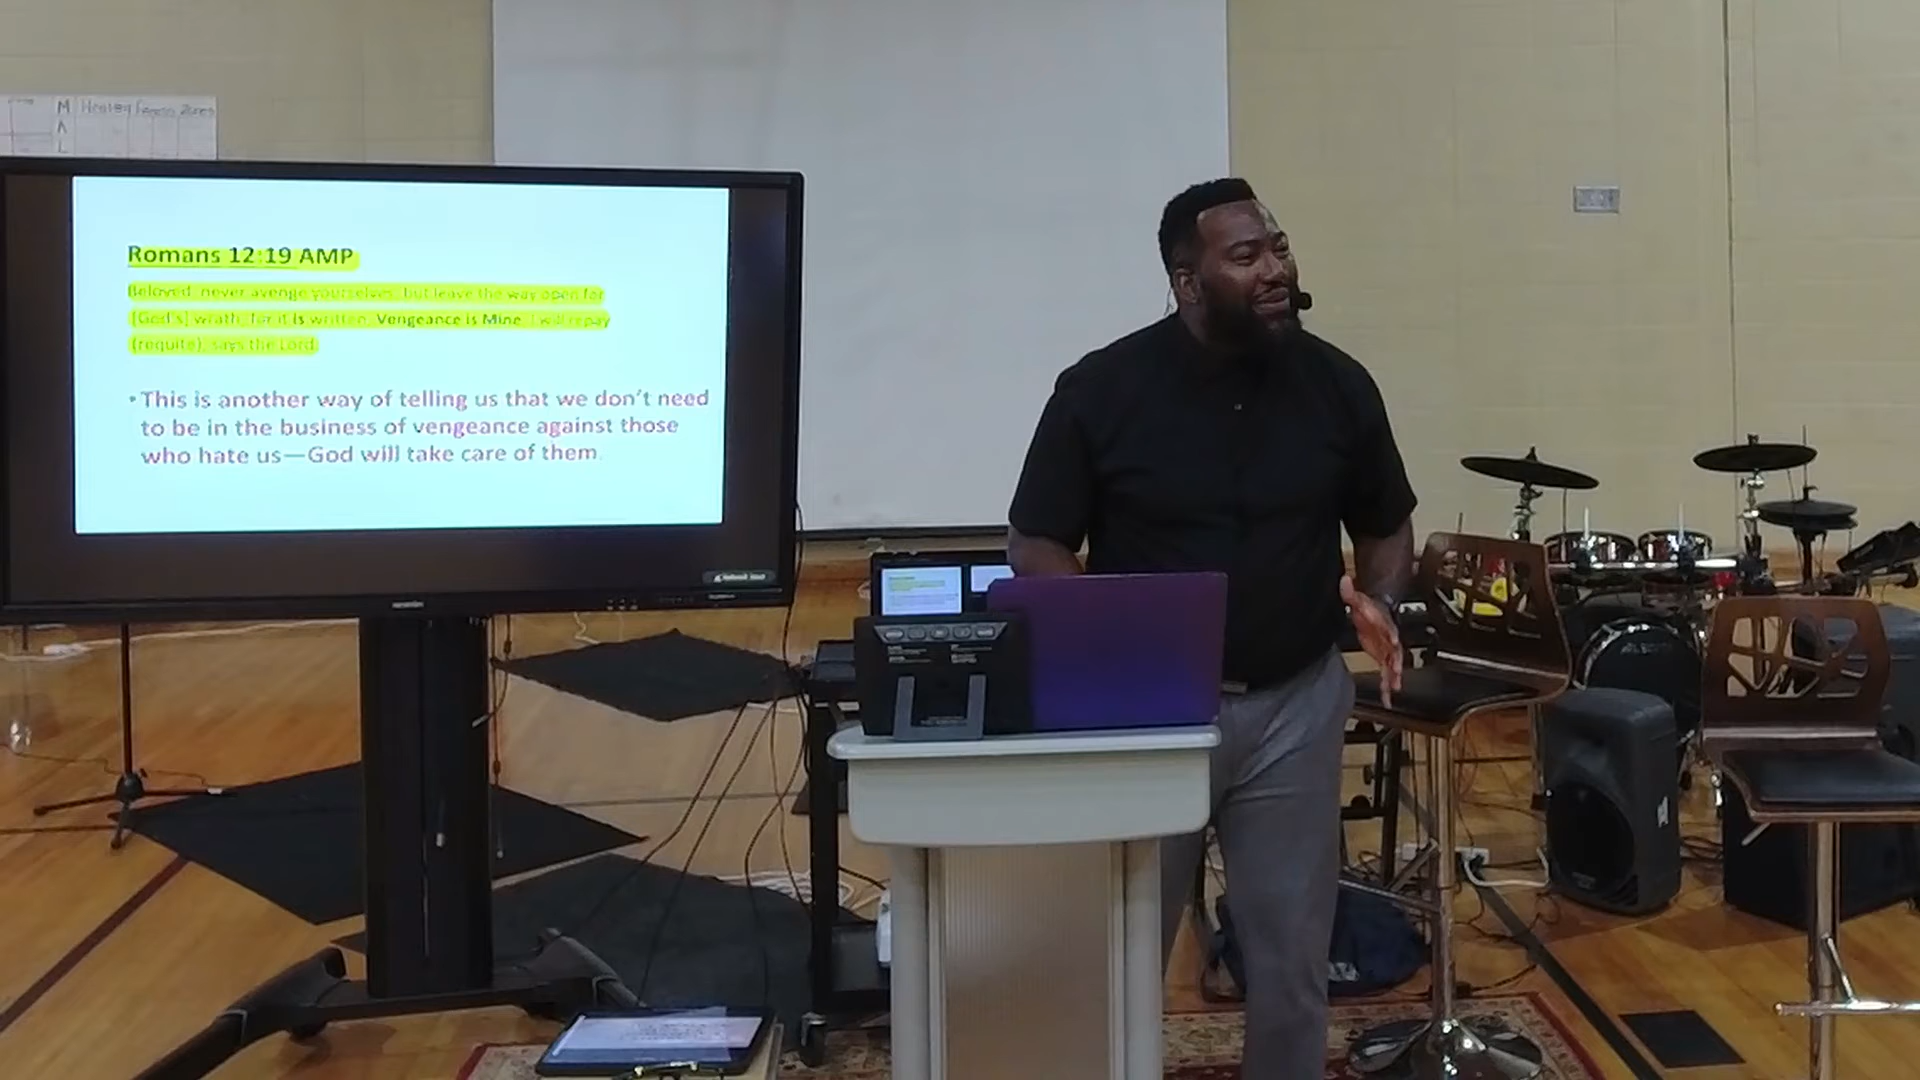 M Healthy Fitness Zones
A
L
Romans 12:19 AMP
Beloved, never avenge yourselves, but leave the way open for
[God's] wrath; for it is written, Vengeance is Mine, I will repay
(requite), says the Lord.
• This is another way of telling us that we don't need
to be in the business of vengeance against those
who hate us—God will take care of them.